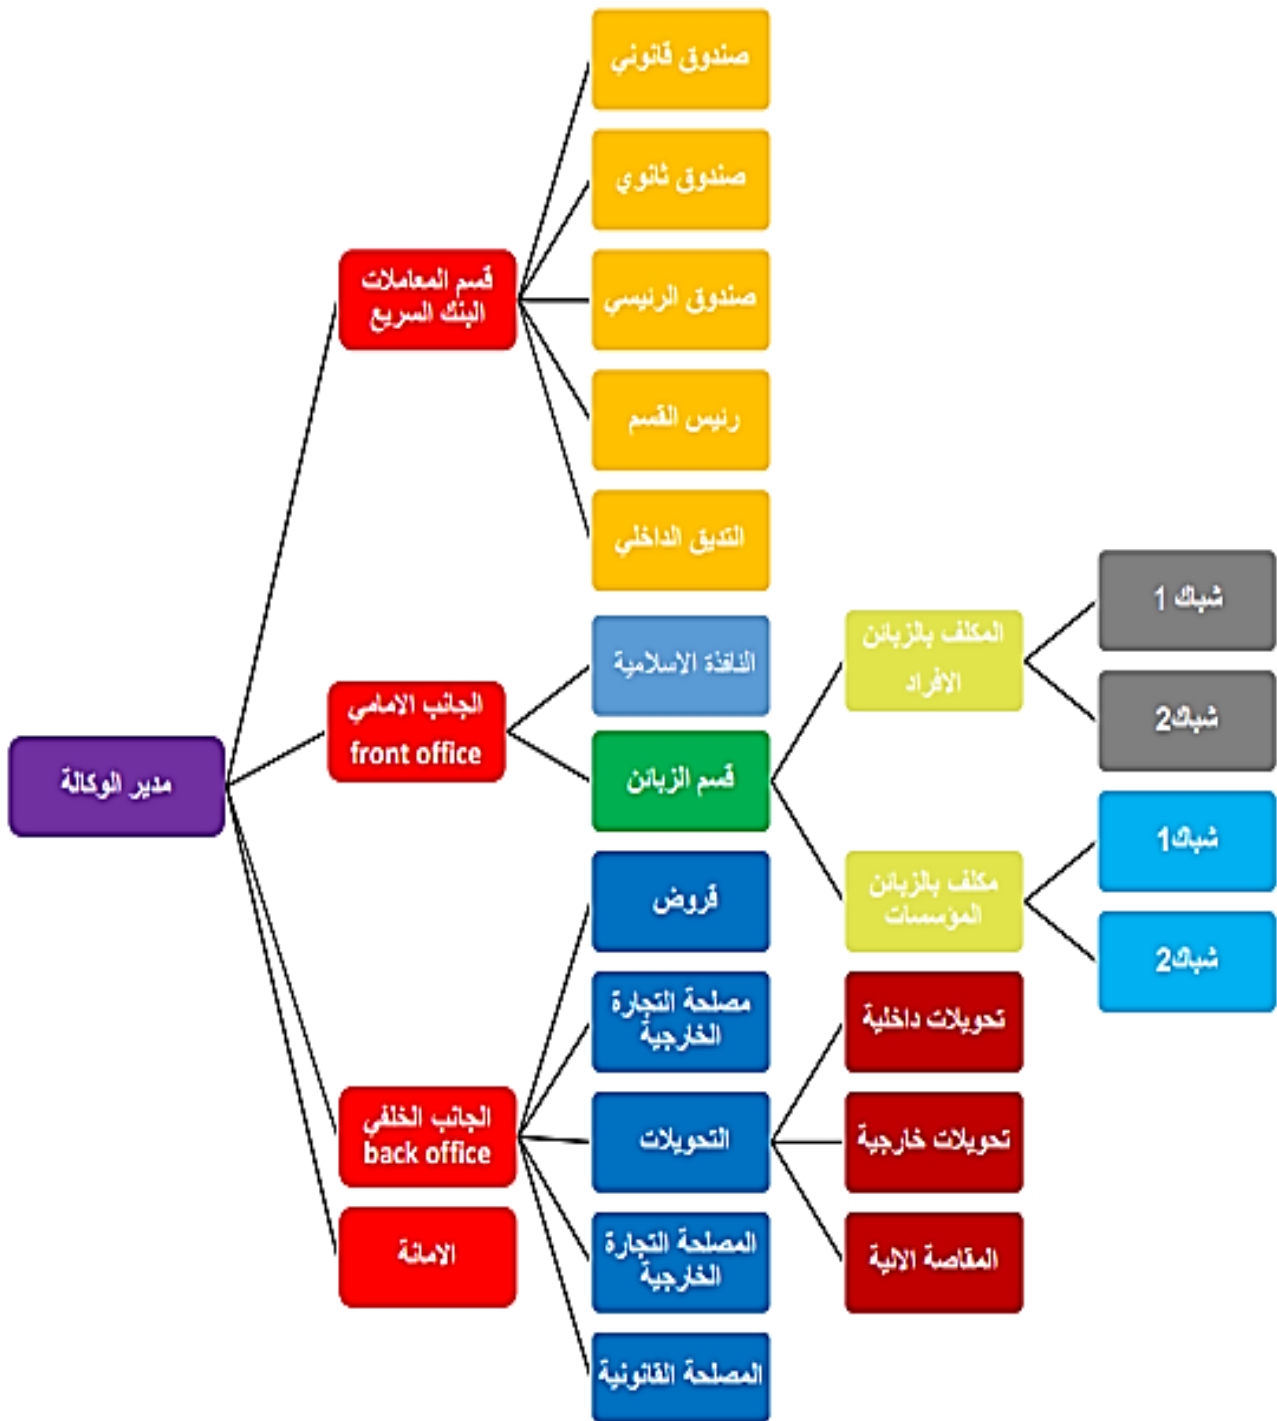 صندوق قانوني
صندوق ثانوي
قسم المعاملات
البنك السريع
صندوق الرئيسي
رئيس القسم
التديق الداخلي
شباك 1
المكلف بالزبائن
الافراد
النافذة الاسلامية
شباك2
الجانب الامامي
front office
قسم الزبائن
مدير الوكالة
شباك1
مكلف بالزبائن
المؤسسات
قروض
شباك2
مصلحة التجارة
الخارجية
تحويلات داخلية
الجانب الخلفي
back office
التحويلات
تحويلات خارجية
الامانة
المصلحة التجارة
الخارجية
المقاصة الالية
المصلحة القانونية